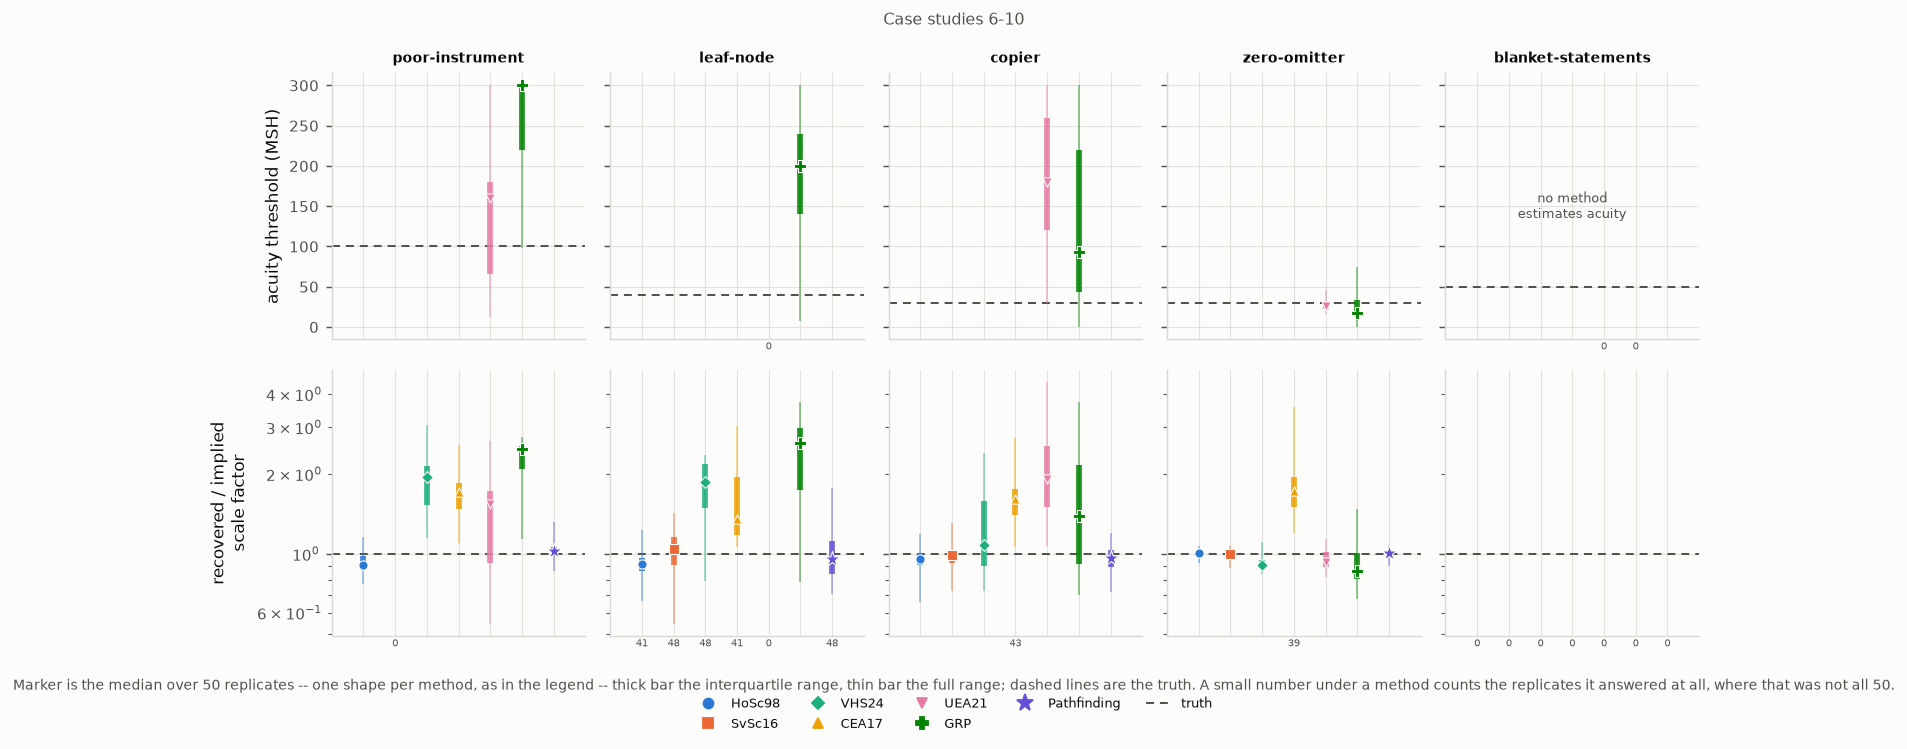 Case studies 6-10
poor-instrument
leaf-node
copier
zero-omitter
blanket-statements
acuity threshold (MSH)
300
250
200
150
100
50
0
no method
estimates acuity
0
0 0
recovered / implied
scale factor
4 × 10⁰
3 × 10⁰
2 × 10⁰
10⁰
6 × 10⁻¹
0
41 48 48 41 0 48
43
39
0 0 0 0 0 0 0
Marker is the median over 50 replicates -- one shape per method, as in the legend -- thick bar the interquartile range, thin bar the full range; dashed lines are the truth. A small number under a method counts the replicates it answered at all, where that was not all 50.
HoSc98 VHS24 UEA21 Pathfinding truth
SvSc16 CEA17 GRP